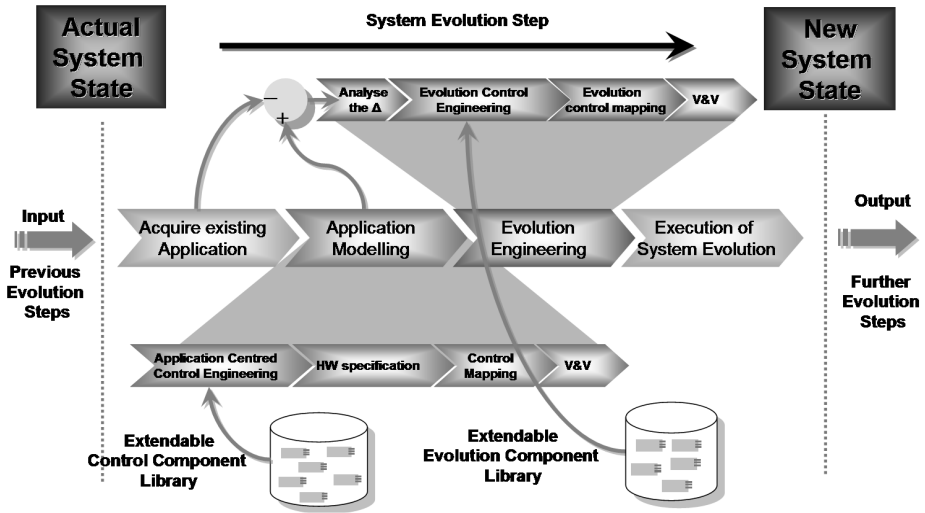 Actual
System
State
System Evolution Step
New
System
State
−
+
Analyse
the Δ
Evolution Control
Engineering
Evolution
control mapping
V&V
Input
Previous
Evolution
Steps
Acquire existing
Application
Application
Modelling
Evolution
Engineering
Execution of
System Evolution
Output
Further
Evolution
Steps
Application Centred
Control Engineering
HW specification
Control
Mapping
V&V
Extendable
Control Component
Library
Extendable
Evolution Component
Library